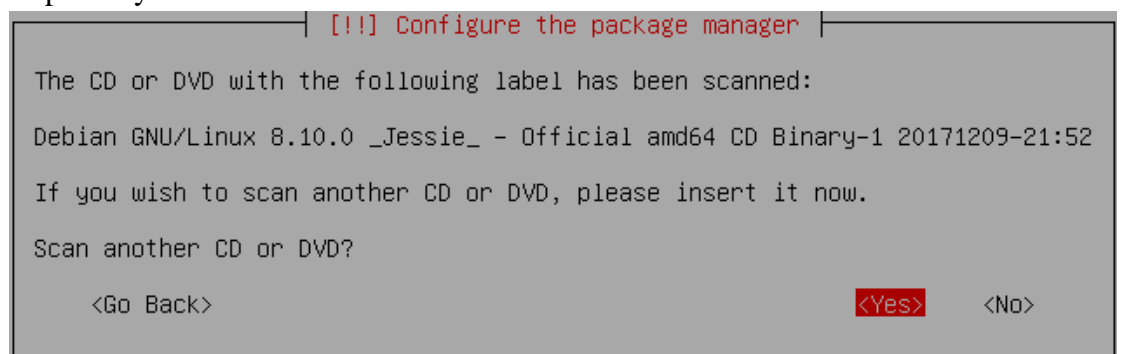 [!!] Configure the package manager
The CD or DVD with the following label has been scanned:
Debian GNU/Linux 8.10.0 _Jessie_ - Official amd64 CD Binary-1 20171209-21:52
If you wish to scan another CD or DVD, please insert it now.
Scan another CD or DVD?
<Go Back> <Yes> <No>